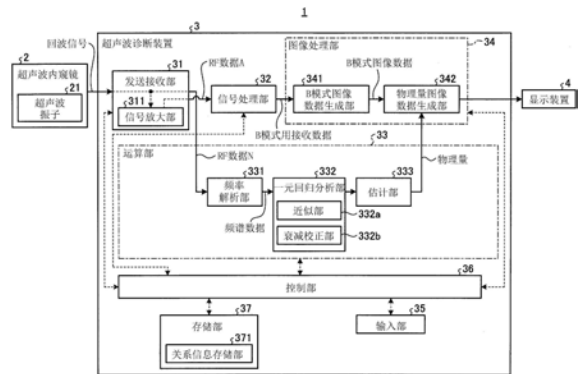 1
回波信号
3
超声波诊断装置
2
超声波内窥镜
21
超声波
振子
31
发送接收部
311
信号放大部
RF数据A
32
信号处理部
图像处理部
34
B模式图像数据
341
B模式图像
数据生成部
342
物理量图像
数据生成部
4
显示装置
B模式用接收数据
33
运算部
RF数据N
物理量
331
频率
解析部
频谱数据
332
一元回归分析部
近似部
332a
衰减校正部
332b
333
估计部
36
控制部
37
存储部
371
关系信息存储部
35
输入部